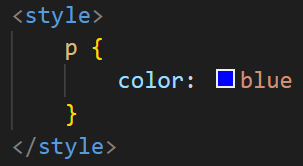 <style>
    p {
        color: blue
    }
</style>